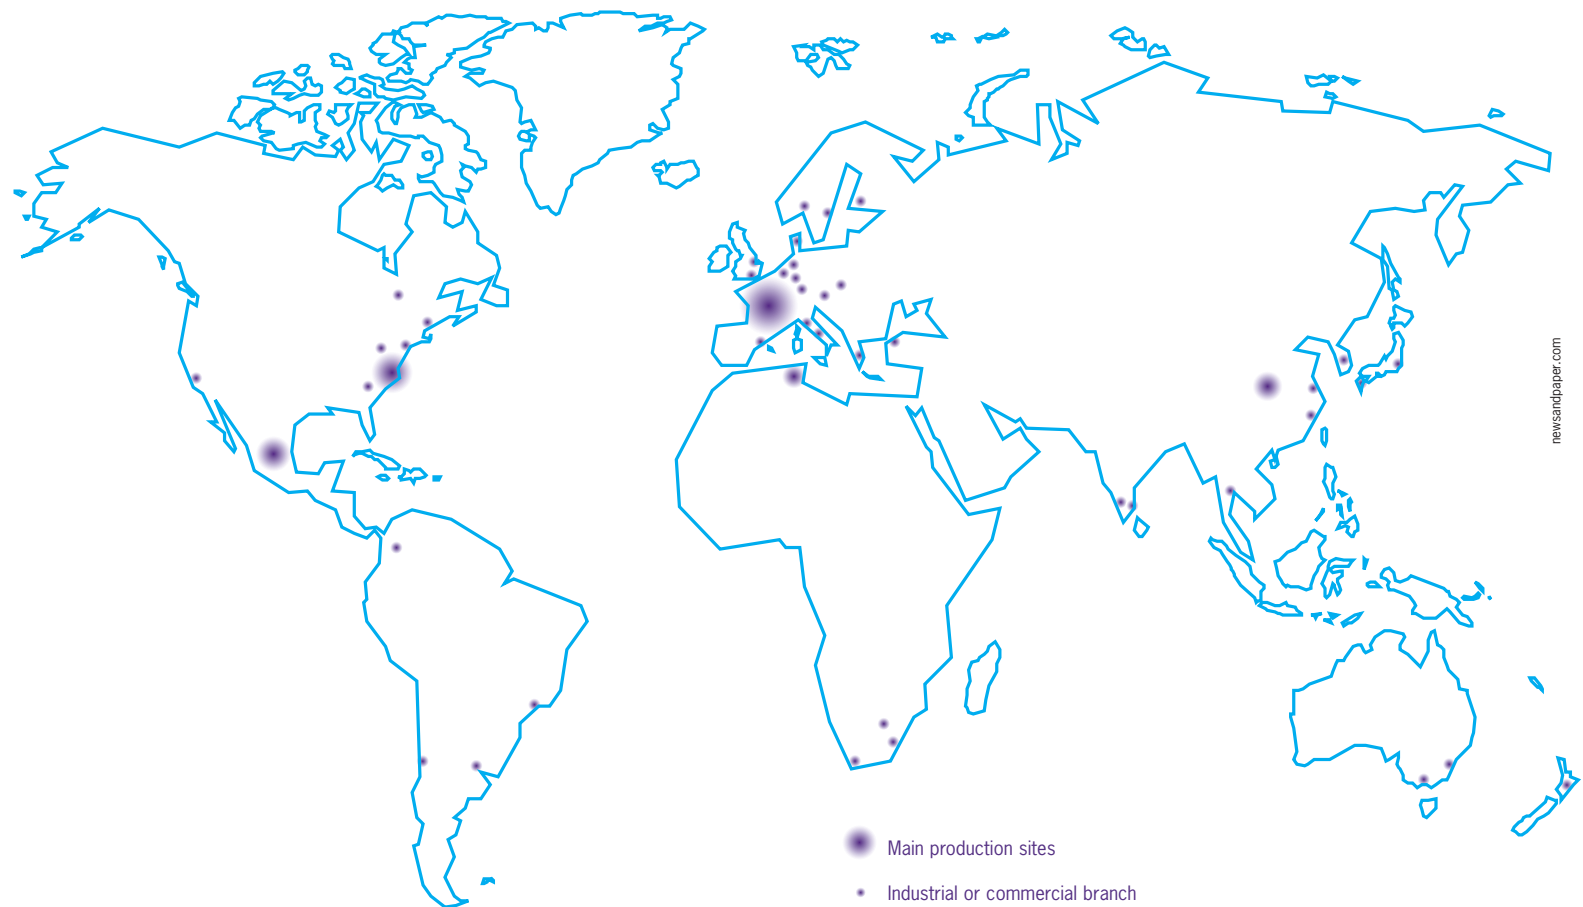 newsandpaper.com
Main production sites
Industrial or commercial branch